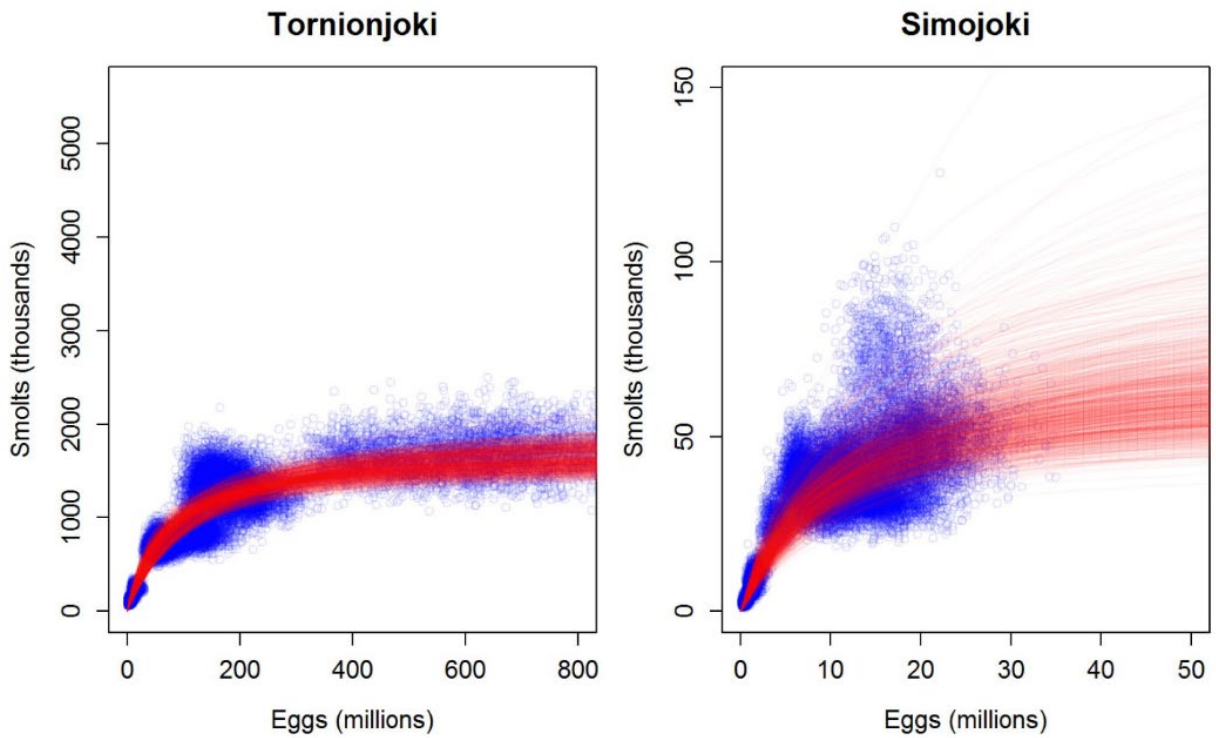 Tornionjoki
Smolts (thousands)
5000
4000
3000
2000
1000
0
0 200 400 600 800
Eggs (millions)
Simojoki
Smolts (thousands)
150
100
50
0
0 10 20 30 40 50
Eggs (millions)